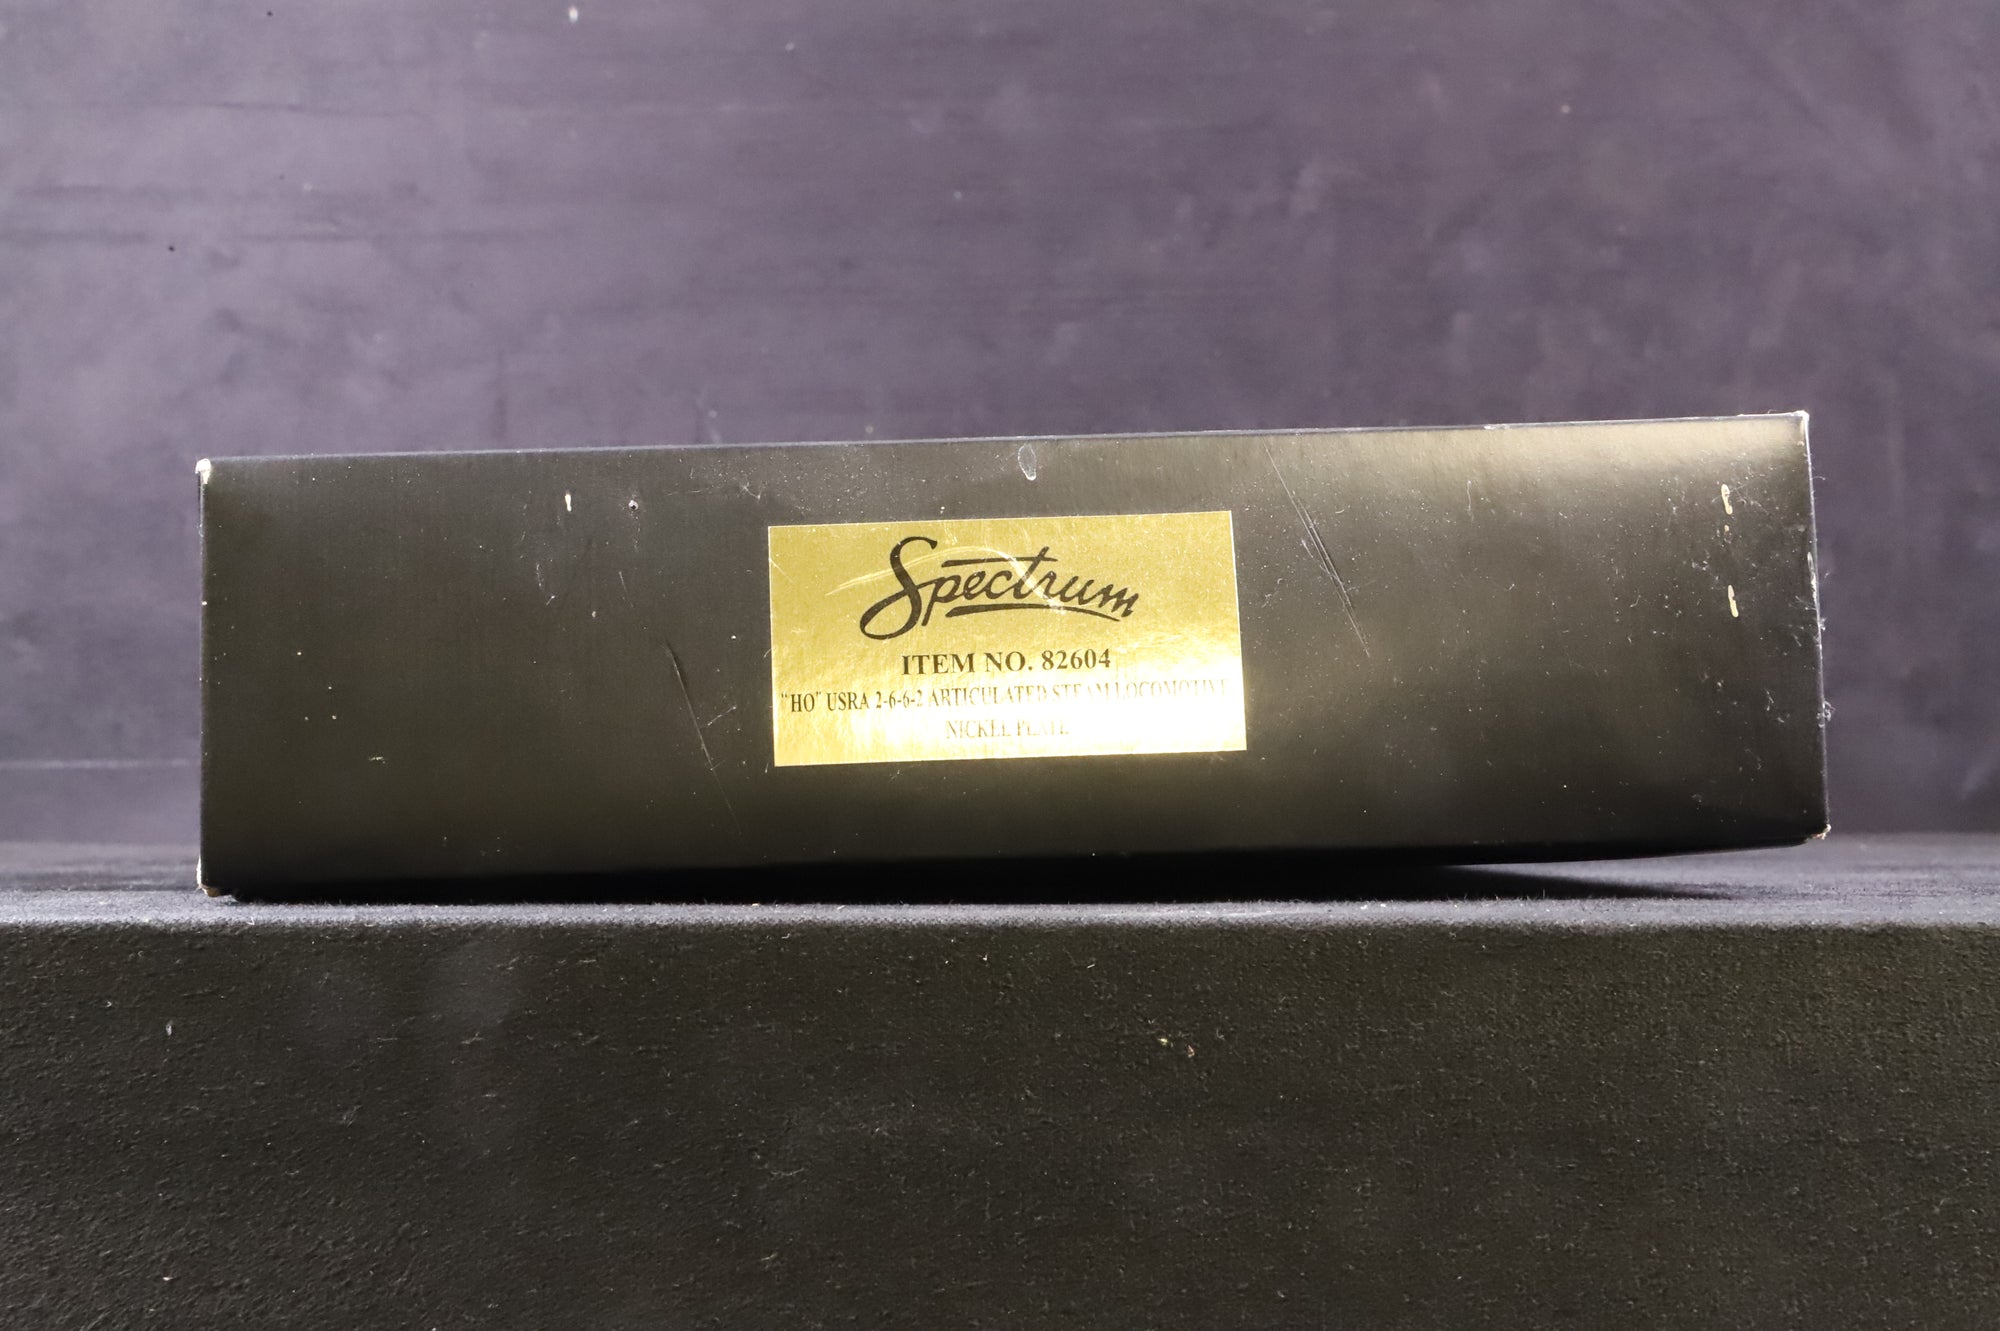 Spectrum
ITEM NO. 82604
"HO" USRA 2-6-6-2 ARTICULATED STEAM LOCOMOTIVE
NICKEL PLATE